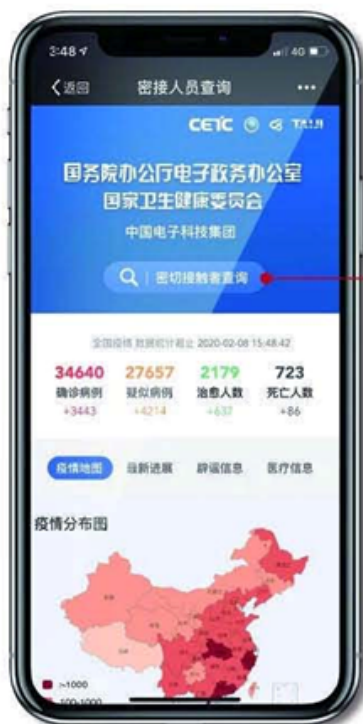 3:48
4G
返回
密接人员查询
CETC
TAIJI
国务院办公厅电子政务办公室
国家卫生健康委员会
中国电子科技集团
密切接触者查询
全国疫情 数据统计截止 2020-02-08 15:48:42
34640 27657 2179 723
确诊病例 疑似病例 治愈人数 死亡人数
+3443 +4214 +637 +86
疫情地图 最新进展 辟谣信息 医疗信息
疫情分布图
>1000
100-1000